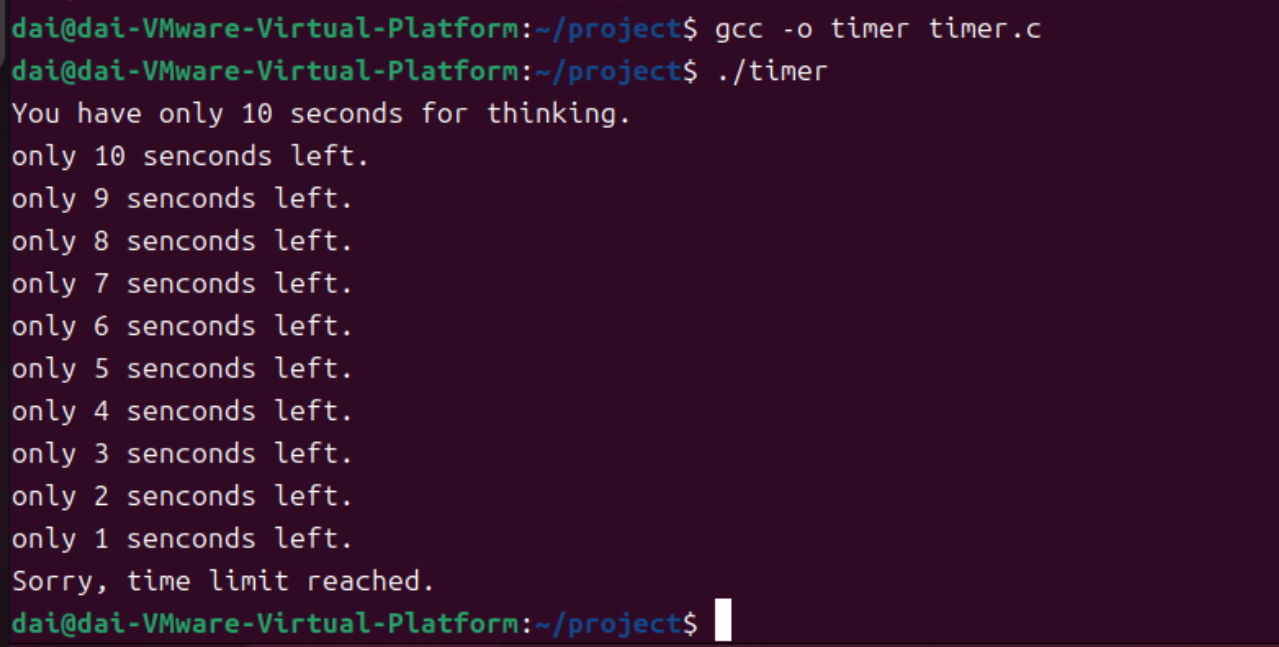 dai@dai-VMware-Virtual-Platform:~/project$ gcc -o timer timer.c
dai@dai-VMware-Virtual-Platform:~/project$ ./timer
You have only 10 seconds for thinking.
only 10 senconds left.
only 9 senconds left.
only 8 senconds left.
only 7 senconds left.
only 6 senconds left.
only 5 senconds left.
only 4 senconds left.
only 3 senconds left.
only 2 senconds left.
only 1 senconds left.
Sorry, time limit reached.
dai@dai-VMware-Virtual-Platform:~/project$